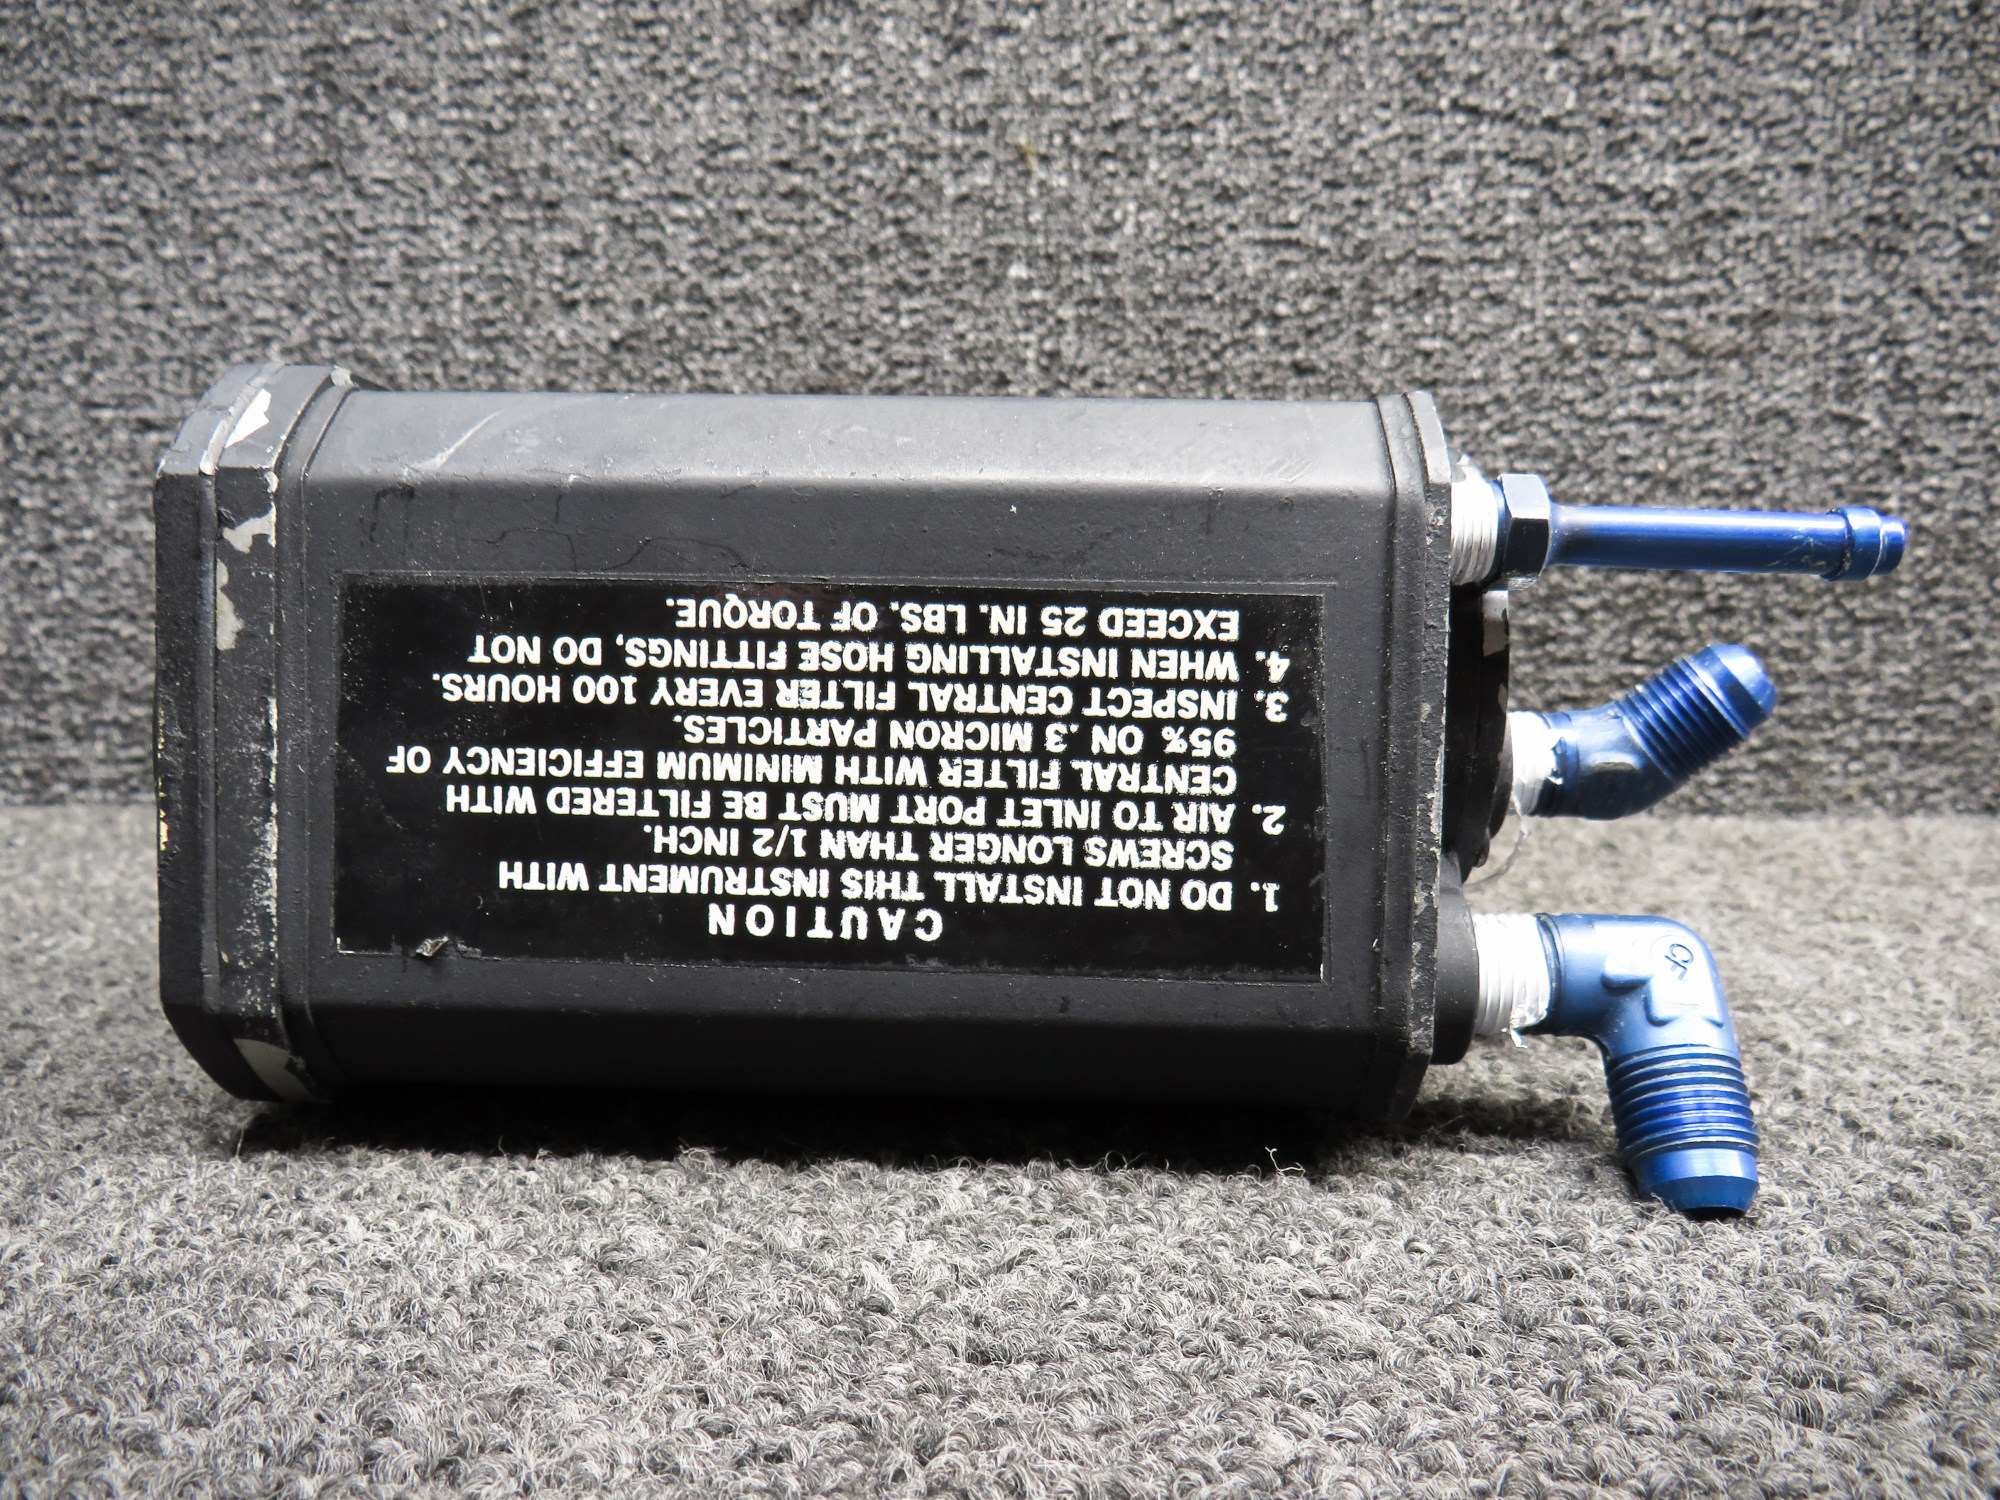 CAUTION
1. DO NOT INSTALL THIS INSTRUMENT WITH
SCREWS LONGER THAN 1/2 INCH.
2. AIR TO INLET PORT MUST BE FILTERED WITH
CENTRAL FILTER WITH MINIMUM EFFICIENCY OF
95% ON .3 MICRON PARTICLES.
3. INSPECT CENTRAL FILTER EVERY 100 HOURS.
4. WHEN INSTALLING HOSE FITTINGS, DO NOT
EXCEED 25 IN. LBS. OF TORQUE.
CF